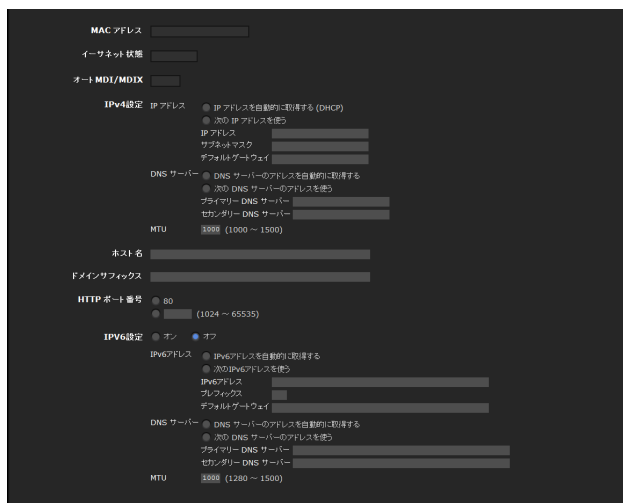 MAC アドレス
イーサネット状態
オートMDI/MDIX
IPv4設定 IP アドレス IP アドレスを自動的に取得する (DHCP)
次の IP アドレスを使う
IP アドレス
サブネットマスク
デフォルトゲートウェイ
DNS サーバー DNS サーバーのアドレスを自動的に取得する
次の DNS サーバーのアドレスを使う
プライマリー DNS サーバー
セカンダリー DNS サーバー
MTU 1000 (1000 ～ 1500)
ホスト名
ドメインサフィックス
HTTP ポート番号 80
(1024 ～ 65535)
IPV6設定 オン オフ
IPv6アドレス IPv6アドレスを自動的に取得する
次のIPv6アドレスを使う
IPv6アドレス
プレフィックス
デフォルトゲートウェイ
DNS サーバー DNS サーバーのアドレスを自動的に取得する
次の DNS サーバーのアドレスを使う
プライマリー DNS サーバー
セカンダリー DNS サーバー
MTU 1000 (1280 ～ 1500)